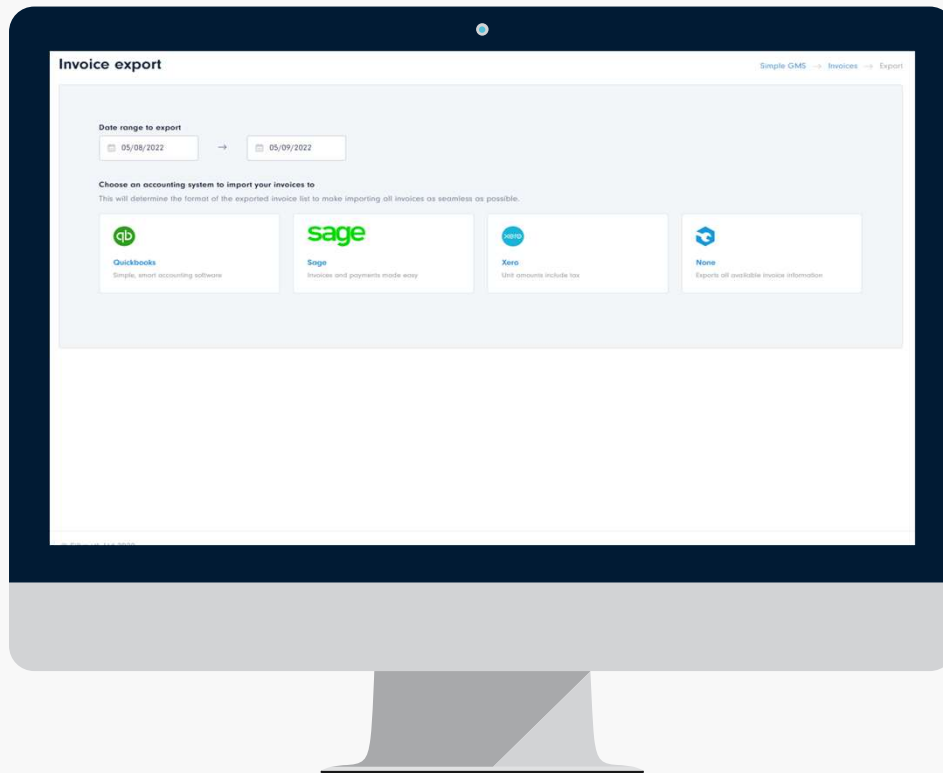 Invoice export
Simple GMS → Invoices → Export
Date range to export
05/08/2022 → 05/09/2022
Choose an accounting system to import your invoices to
This will determine the format of the exported invoice list to make importing all invoices as seamless as possible.
qb
sage
xero
Quickbooks
Sage
Xero
None
Simple, smart accounting software
Invoices and payments made easy
Unit amounts include tax
Exports all available invoice information